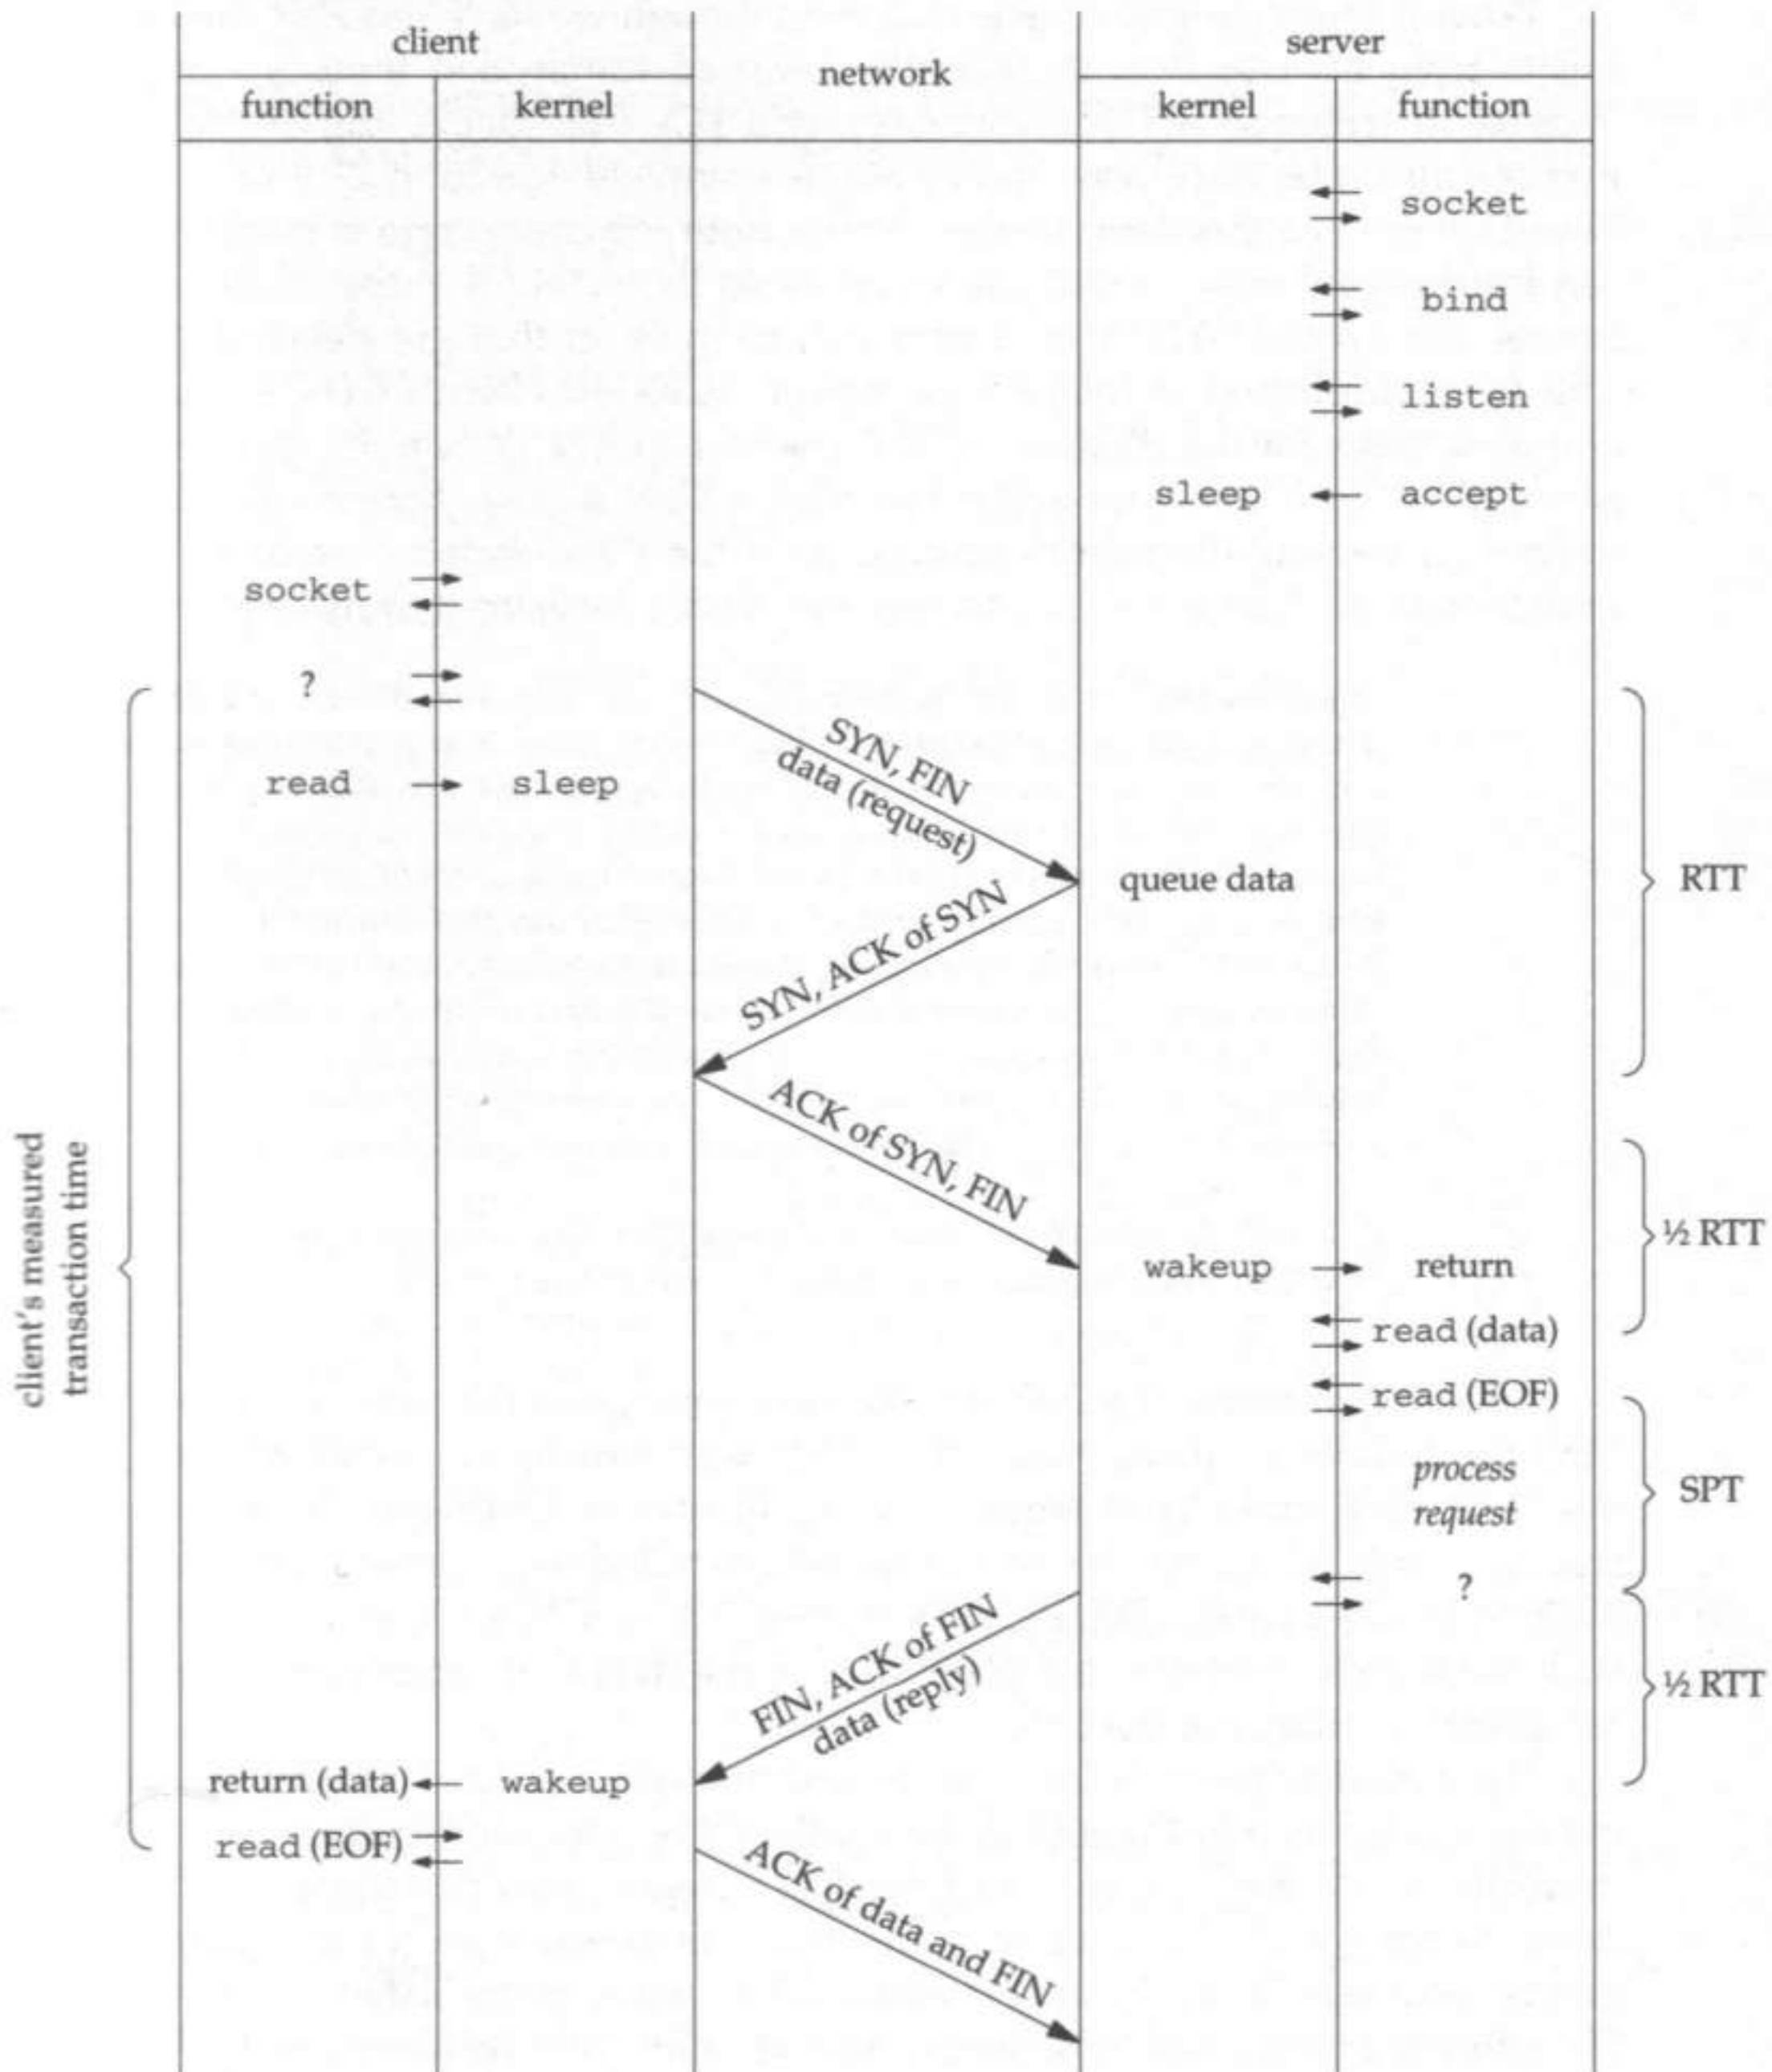 client
server
network
function
kernel
kernel
function
socket
bind
listen
sleep
accept
socket
?
SYN, FIN
data (request)
read
sleep
queue data
RTT
SYN, ACK of SYN
ACK of SYN, FIN
client's measured
transaction time
½ RTT
wakeup
return
read (data)
read (EOF)
process
request
SPT
?
FIN, ACK of FIN
data (reply)
½ RTT
return (data)
wakeup
read (EOF)
ACK of data and FIN